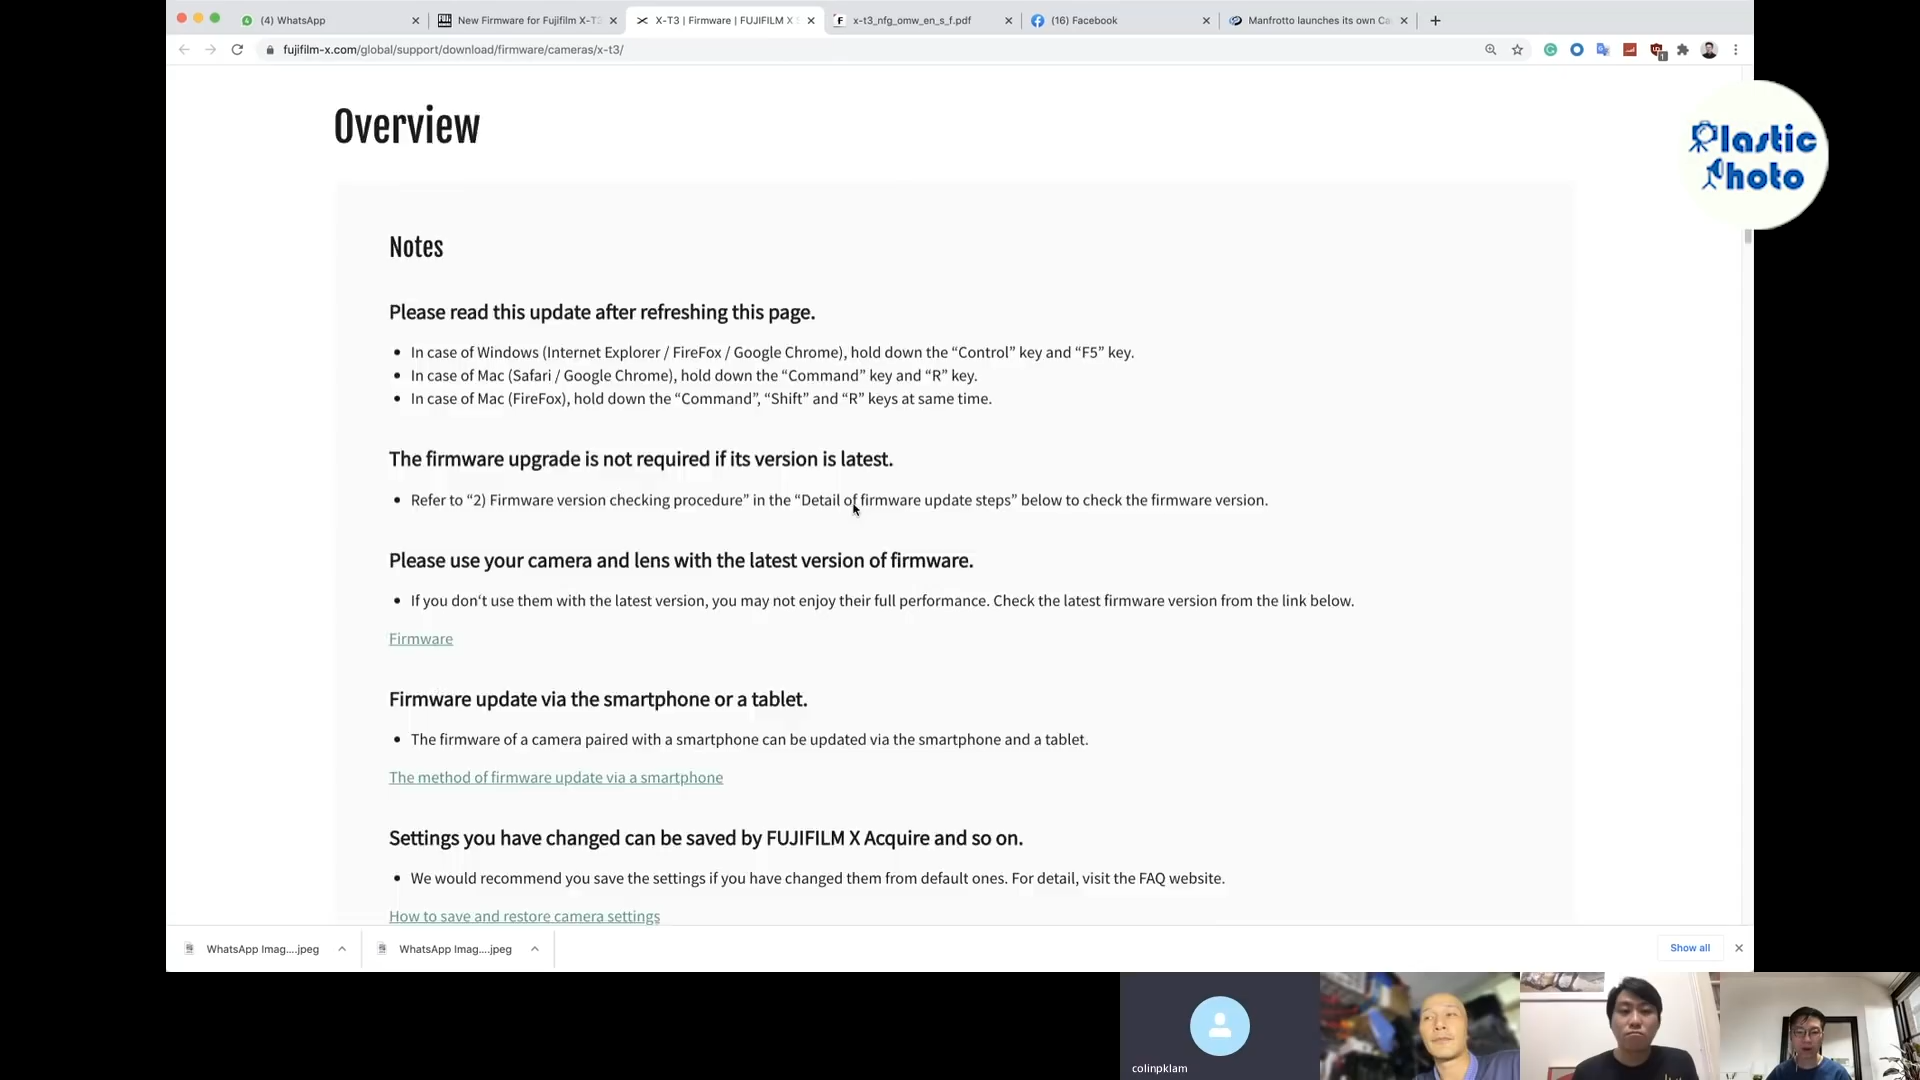 (4) WhatsApp
New Firmware for Fujifilm X-T
X-T3 | Firmware | FUJIFILM X
x-t3_nfg_omw_en_s_f.pdf
(16) Facebook
Manfrotto launches its own Ca
fujifilm-x.com/global/support/download/firmware/cameras/x-t3/
Plastic
Photo
Overview
Notes
Please read this update after refreshing this page.
• In case of Windows (Internet Explorer / FireFox / Google Chrome), hold down the “Control” key and “F5” key.
• In case of Mac (Safari / Google Chrome), hold down the “Command” key and “R” key.
• In case of Mac (FireFox), hold down the “Command”, “Shift” and “R” keys at same time.
The firmware upgrade is not required if its version is latest.
• Refer to “2) Firmware version checking procedure” in the “Detail of firmware update steps” below to check the firmware version.
Please use your camera and lens with the latest version of firmware.
• If you don‘t use them with the latest version, you may not enjoy their full performance. Check the latest firmware version from the link below.
Firmware
Firmware update via the smartphone or a tablet.
• The firmware of a camera paired with a smartphone can be updated via the smartphone and a tablet.
The method of firmware update via a smartphone
Settings you have changed can be saved by FUJIFILM X Acquire and so on.
• We would recommend you save the settings if you have changed them from default ones. For detail, visit the FAQ website.
How to save and restore camera settings
WhatsApp Imag....jpeg
WhatsApp Imag....jpeg
Show all
colinpklam